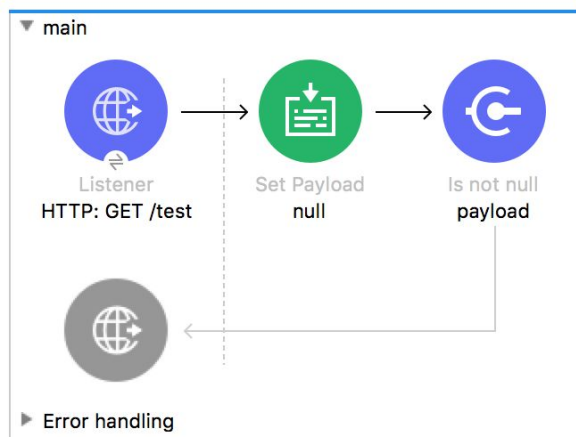 main
Listener
HTTP: GET /test
Set Payload
null
Is not null
payload
Error handling